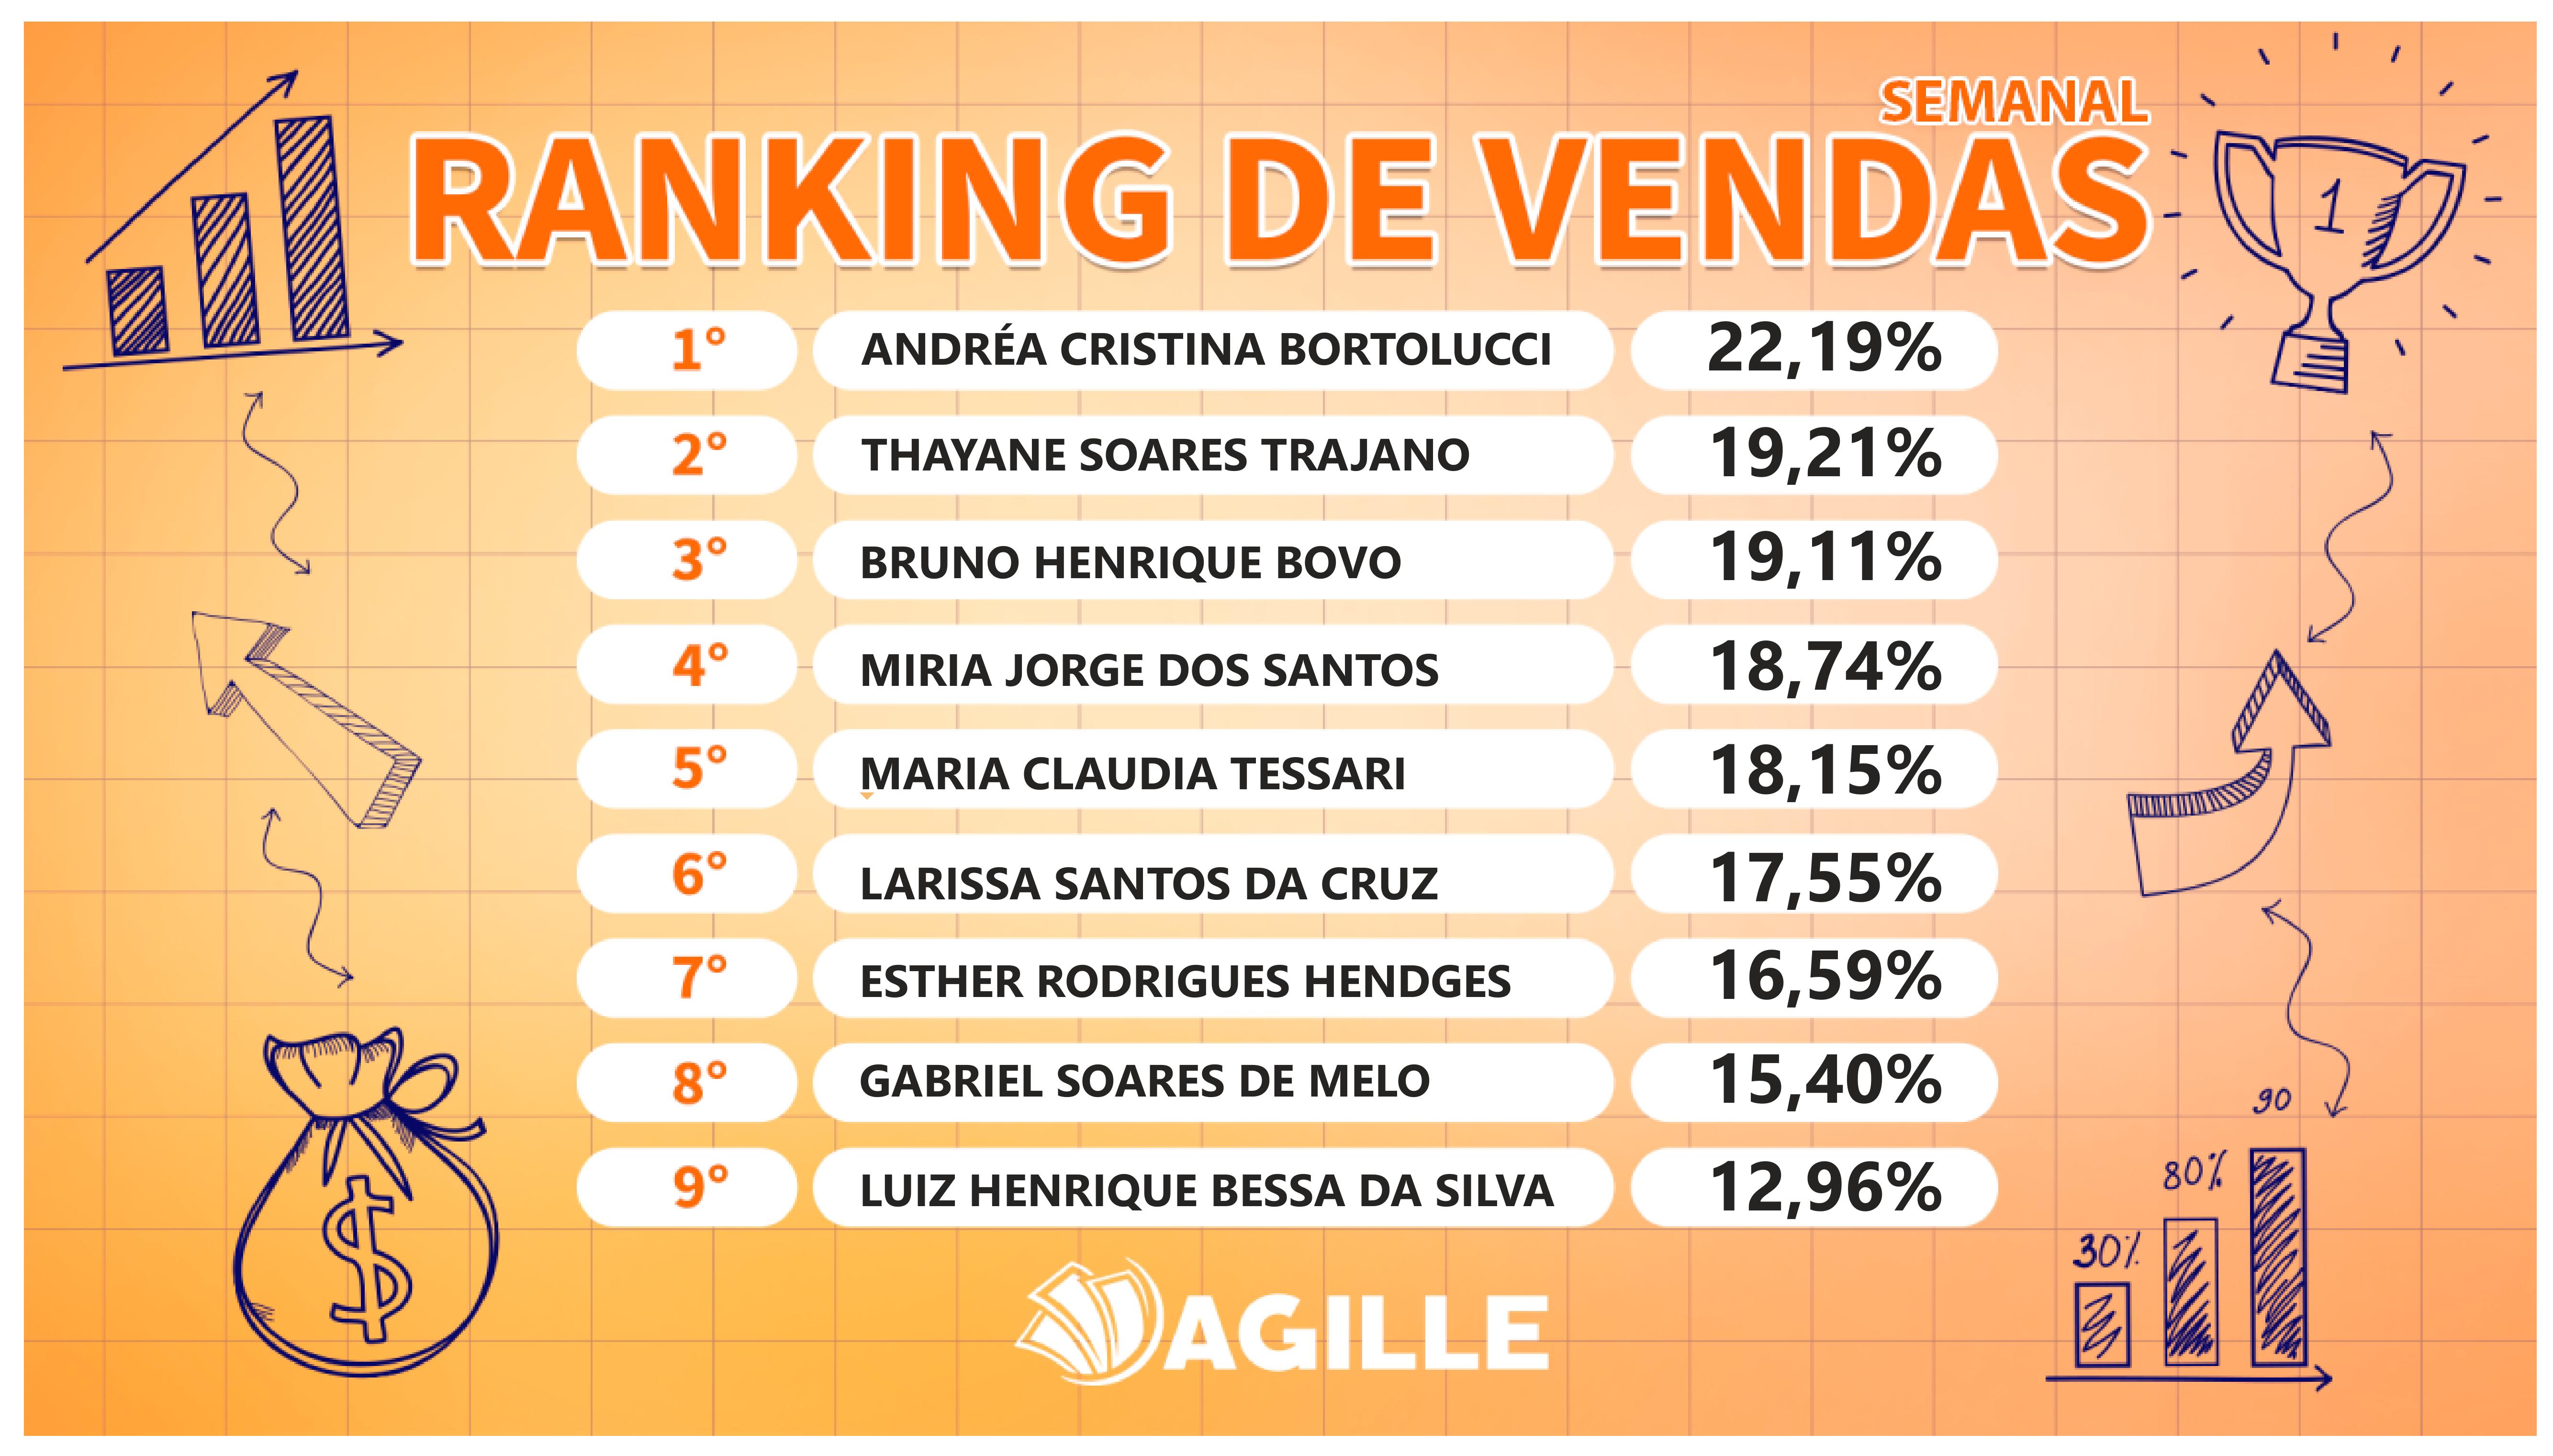 SEMANAL
RANKING DE VENDAS
1
1° ANDRÉA CRISTINA BORTOLUCCI 22,19%
2° THAYANE SOARES TRAJANO 19,21%
3° BRUNO HENRIQUE BOVO 19,11%
4° MIRIA JORGE DOS SANTOS 18,74%
5° MARIA CLAUDIA TESSARI 18,15%
6° LARISSA SANTOS DA CRUZ 17,55%
7° ESTHER RODRIGUES HENDGES 16,59%
8° GABRIEL SOARES DE MELO 15,40%
9° LUIZ HENRIQUE BESSA DA SILVA 12,96%
$
30%
80%
90
AGILLE